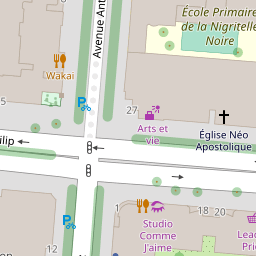 École Primaire
de la Nigritelle
Noire
Avenue Ant
Wakai
5
27
Arts et
vie
Église Néo
Apostolique
ilip
1
18
20
Studio
Comme
J'aime
12
Lea
Pri